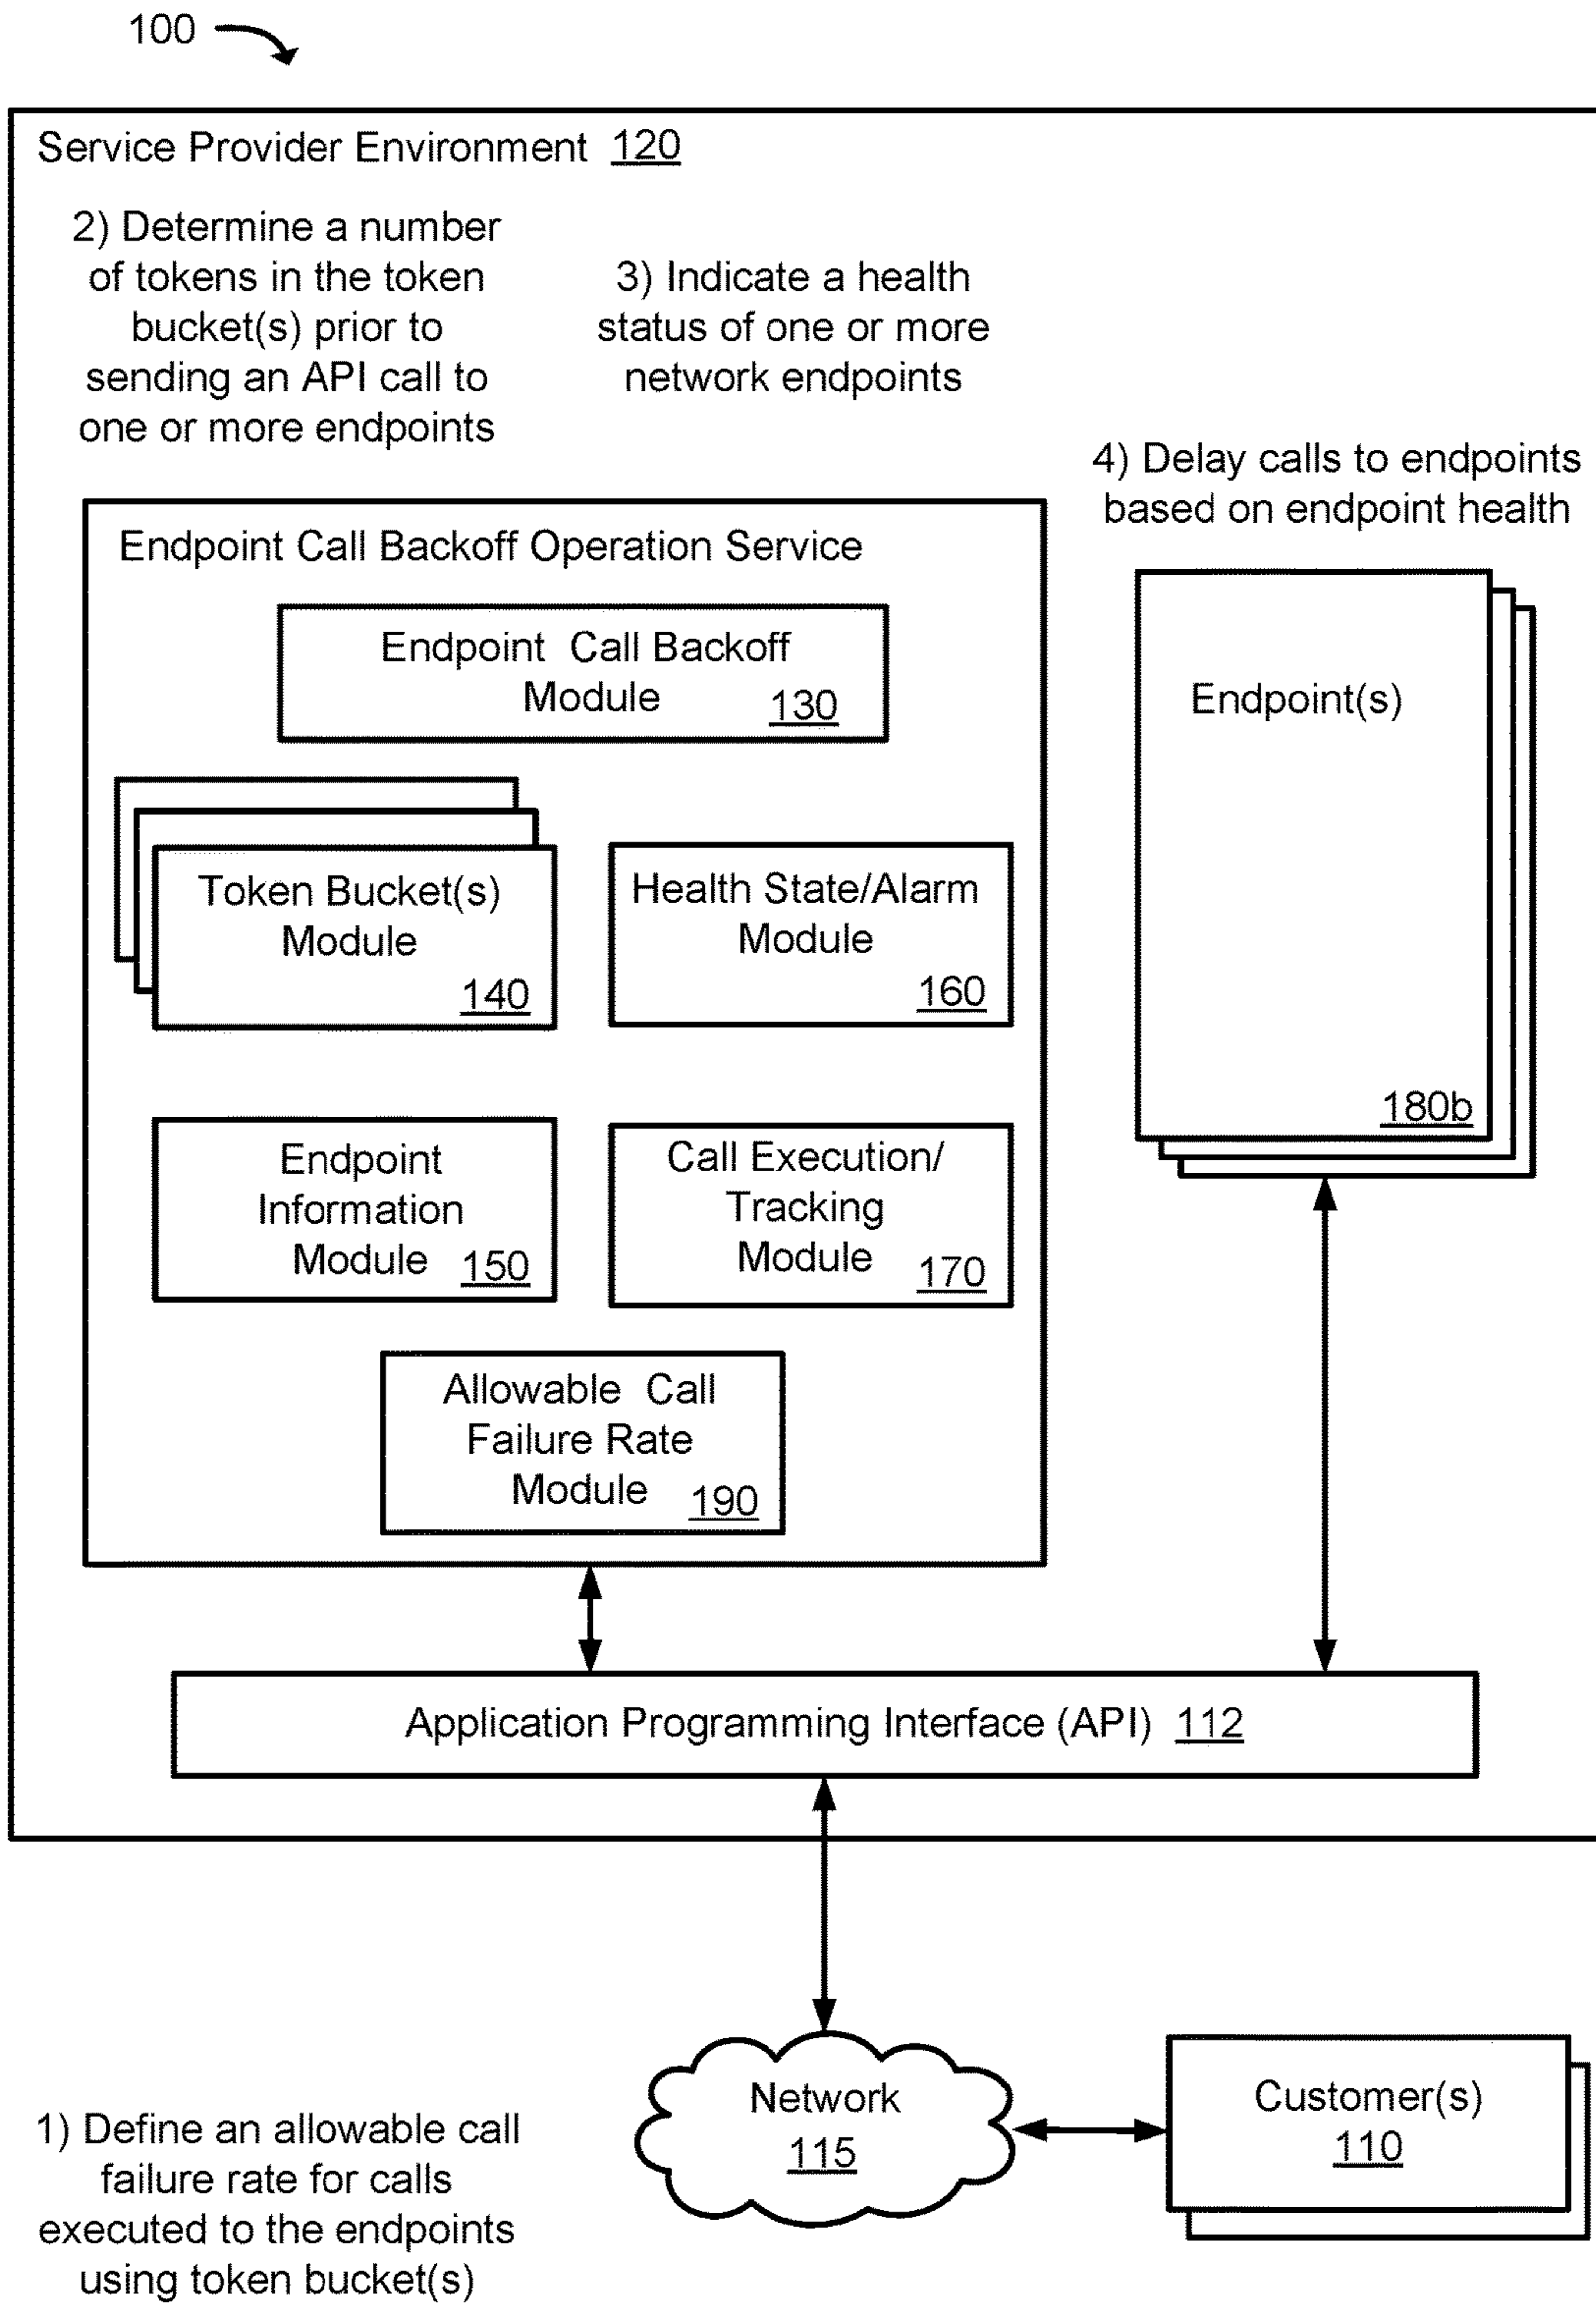 100
Service Provider Environment 120
2) Determine a number
of tokens in the token
bucket(s) prior to
sending an API call to
one or more endpoints
3) Indicate a health
status of one or more
network endpoints
4) Delay calls to endpoints
based on endpoint health
Endpoint Call Backoff Operation Service
Endpoint Call Backoff
Module 130
Token Bucket(s)
Module
140
Health State/Alarm
Module
160
Endpoint
Information
Module 150
Call Execution/
Tracking
Module 170
Allowable Call
Failure Rate
Module 190
Endpoint(s)
180b
Application Programming Interface (API) 112
Network
115
Customer(s)
110
1) Define an allowable call
failure rate for calls
executed to the endpoints
using token bucket(s)